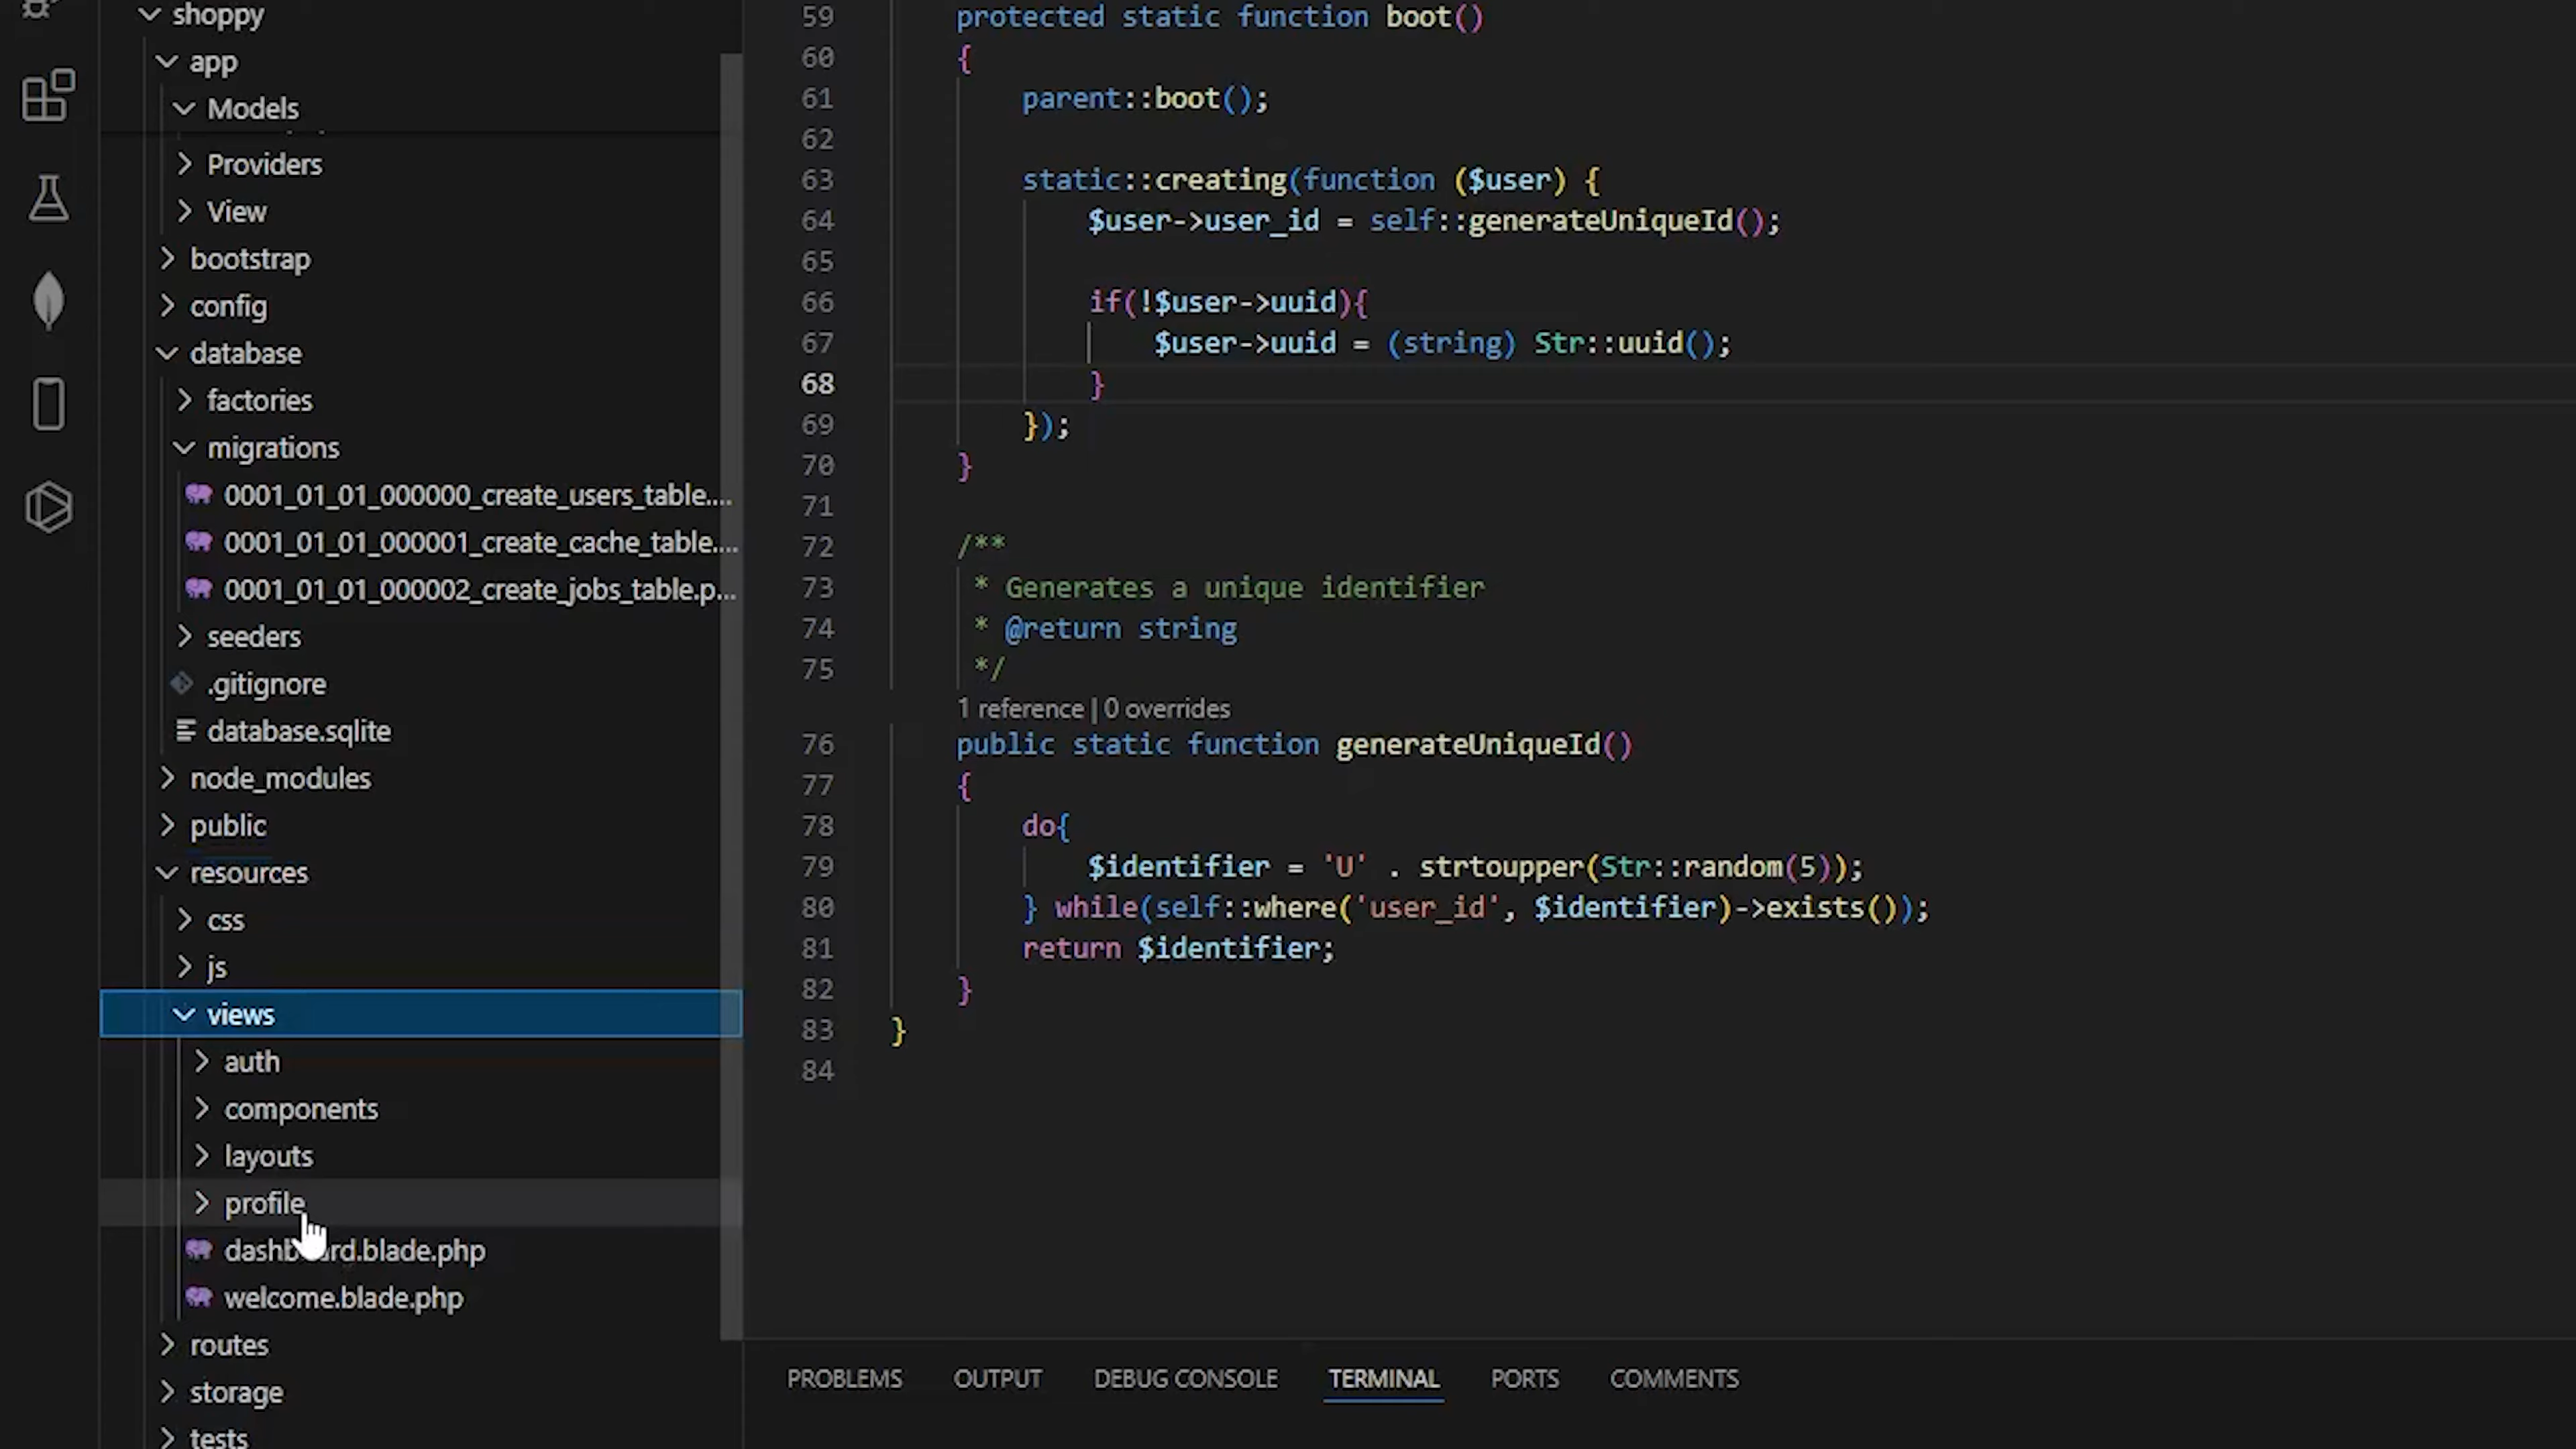 shoppy
app
Models
Providers
View
bootstrap
config
database
factories
migrations
0001_01_01_000000_create_users_table....
0001_01_01_000001_create_cache_table....
0001_01_01_000002_create_jobs_table.p...
seeders
.gitignore
database.sqlite
node_modules
public
resources
css
js
views
auth
components
layouts
profile
dashboard.blade.php
welcome.blade.php
routes
storage
tests
59 protected static function boot()
60 {
61 parent::boot();
62
63 static::creating(function ($user) {
64 $user->user_id = self::generateUniqueId();
65
66 if(!$user->uuid){
67 $user->uuid = (string) Str::uuid();
68 }
69 });
70 }
71
72 /**
73 * Generates a unique identifier
74 * @return string
75 */
1 reference | 0 overrides
76 public static function generateUniqueId()
77 {
78 do{
79 $identifier = 'U' . strtoupper(Str::random(5));
80 } while(self::where('user_id', $identifier)->exists());
81 return $identifier;
82 }
83 }
84
PROBLEMS OUTPUT DEBUG CONSOLE TERMINAL PORTS COMMENTS